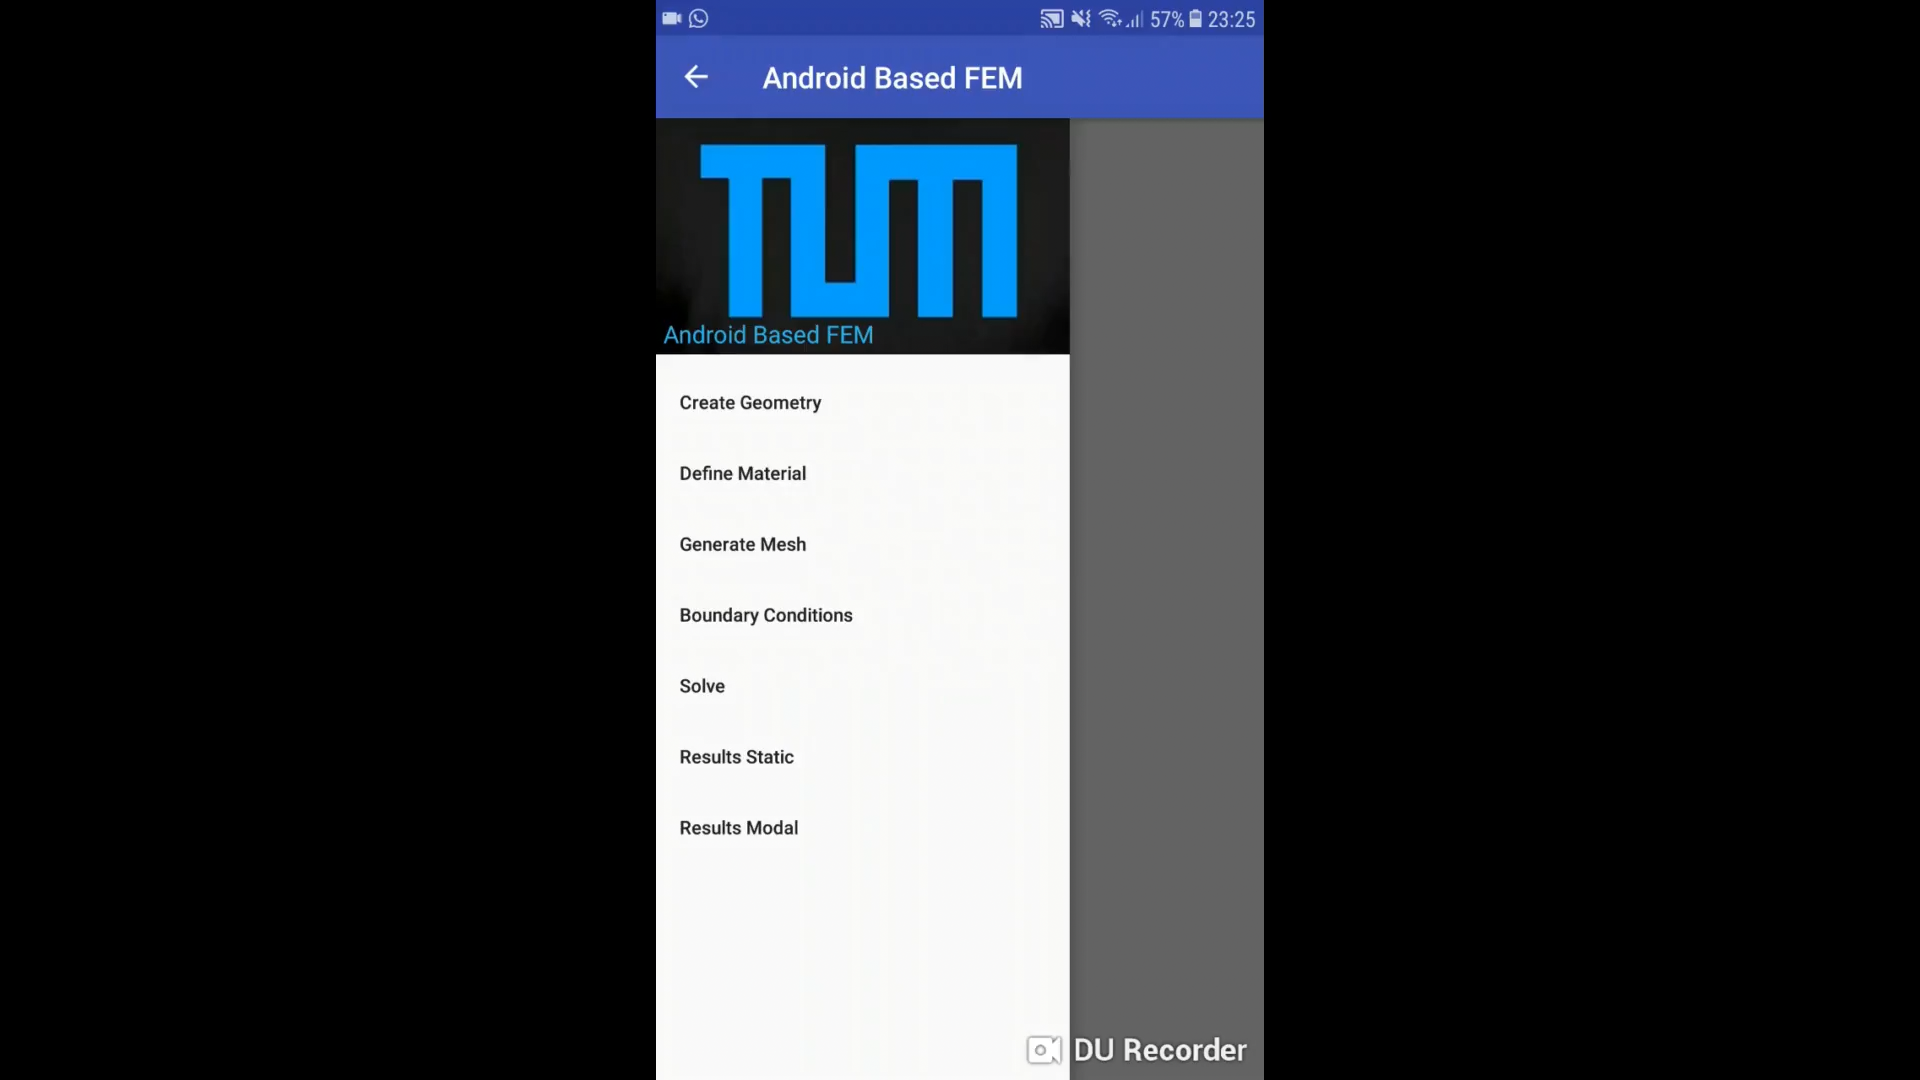 57% 23:25
Android Based FEM
TUM
Android Based FEM
Create Geometry
Define Material
Generate Mesh
Boundary Conditions
Solve
Results Static
Results Modal
DU Recorder